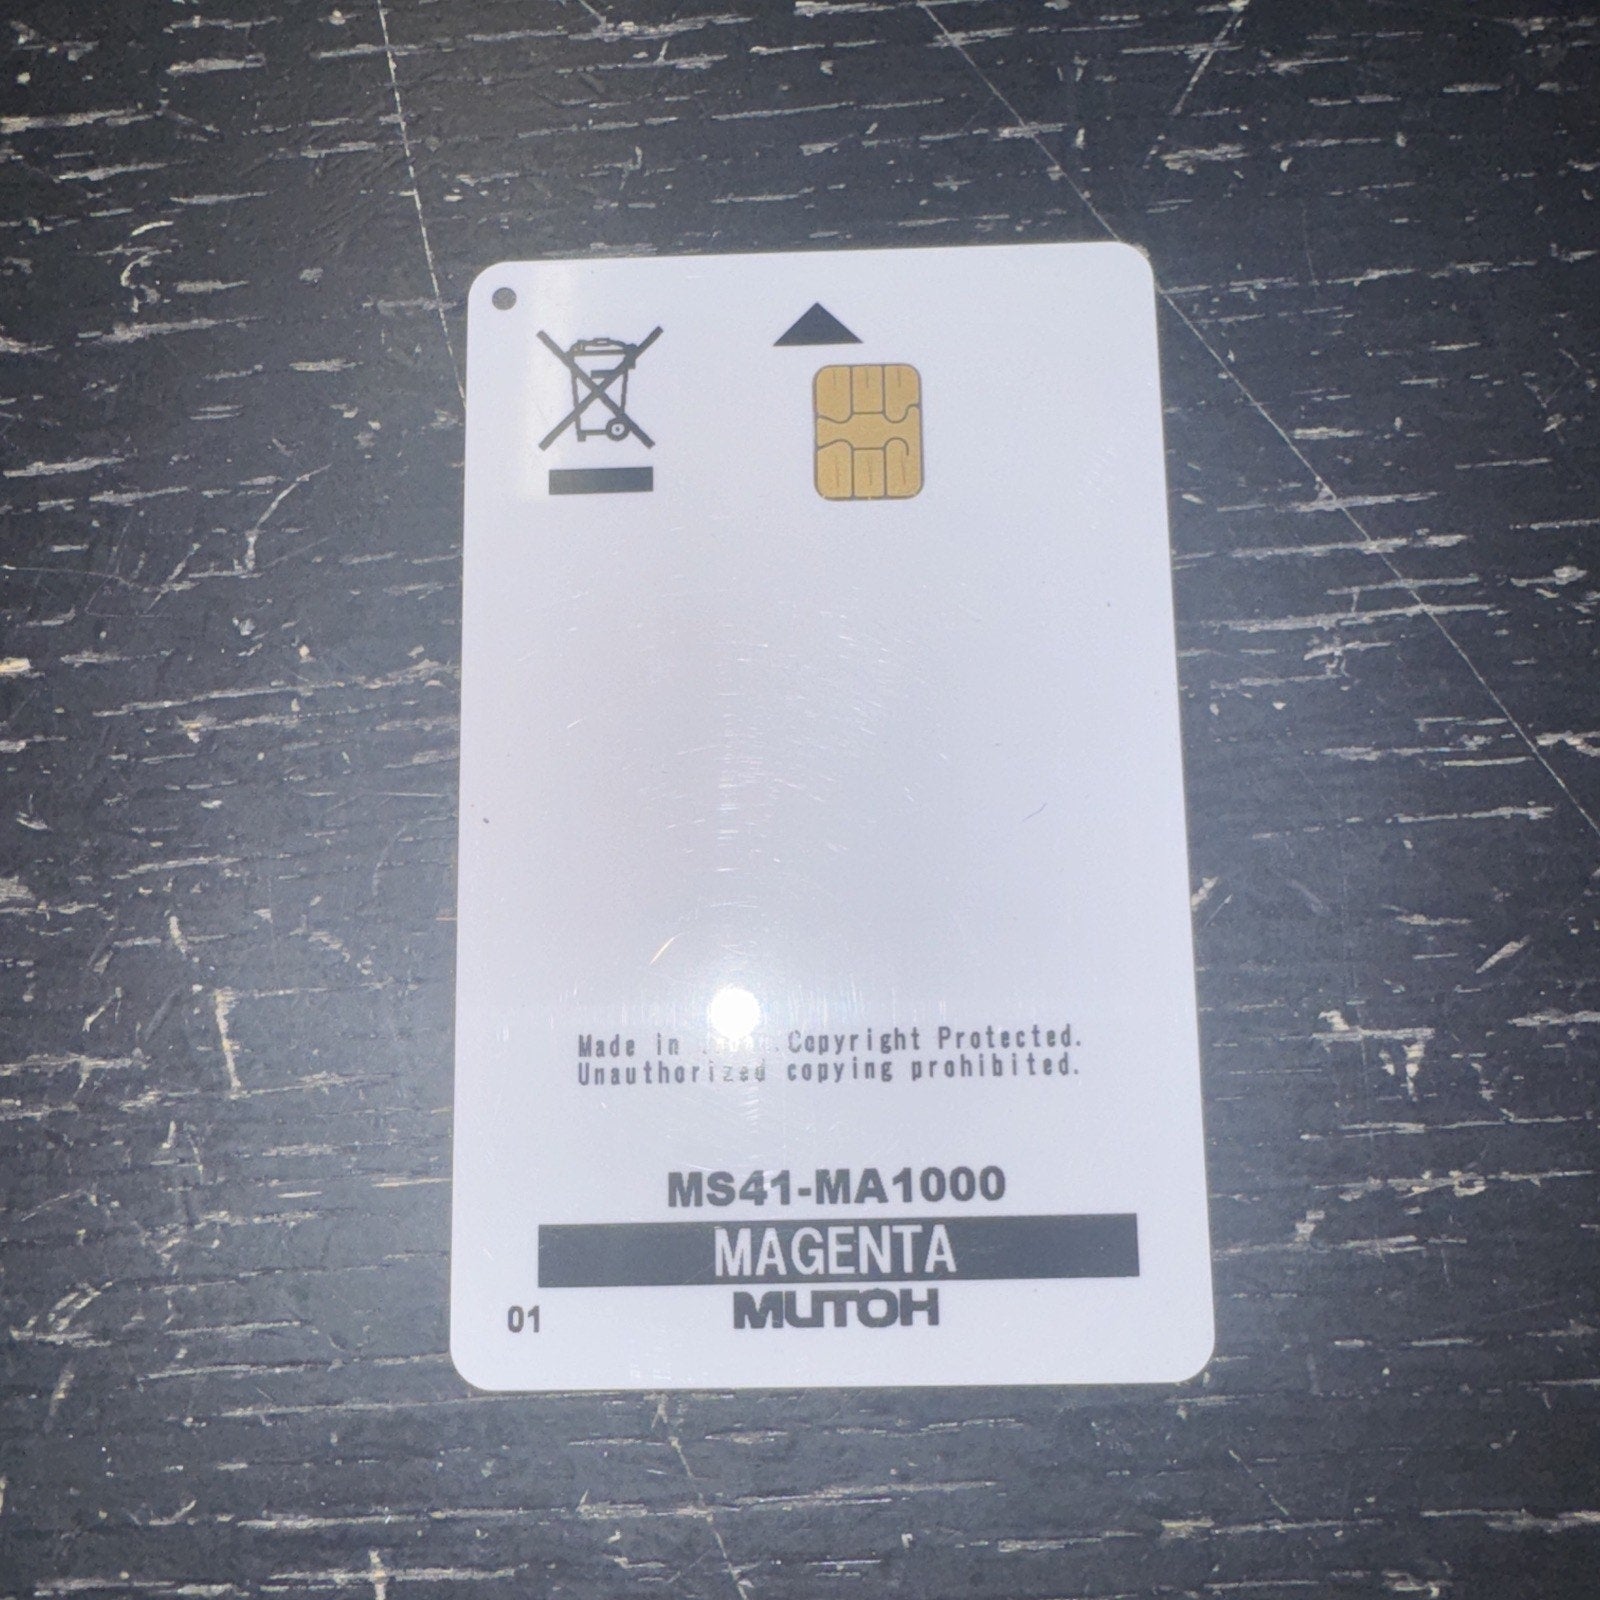 Made in Copyright Protected.
Unauthorized copying prohibited.
MS41-MA1000
MAGENTA
MUTOH
01